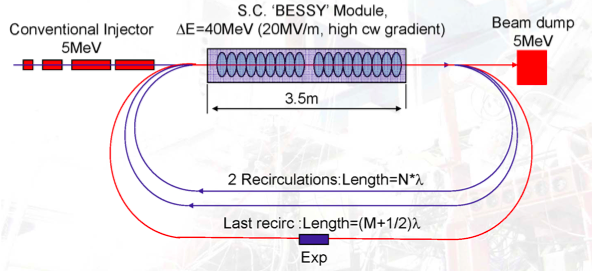 S.C. 'BESSY' Module,
Conventional Injector
5MeV
ΔE=40MeV (20MV/m, high cw gradient)
Beam dump
5MeV
3.5m
2 Recirculations:Length=N*λ
Last recirc :Length=(M+1/2)λ
Exp